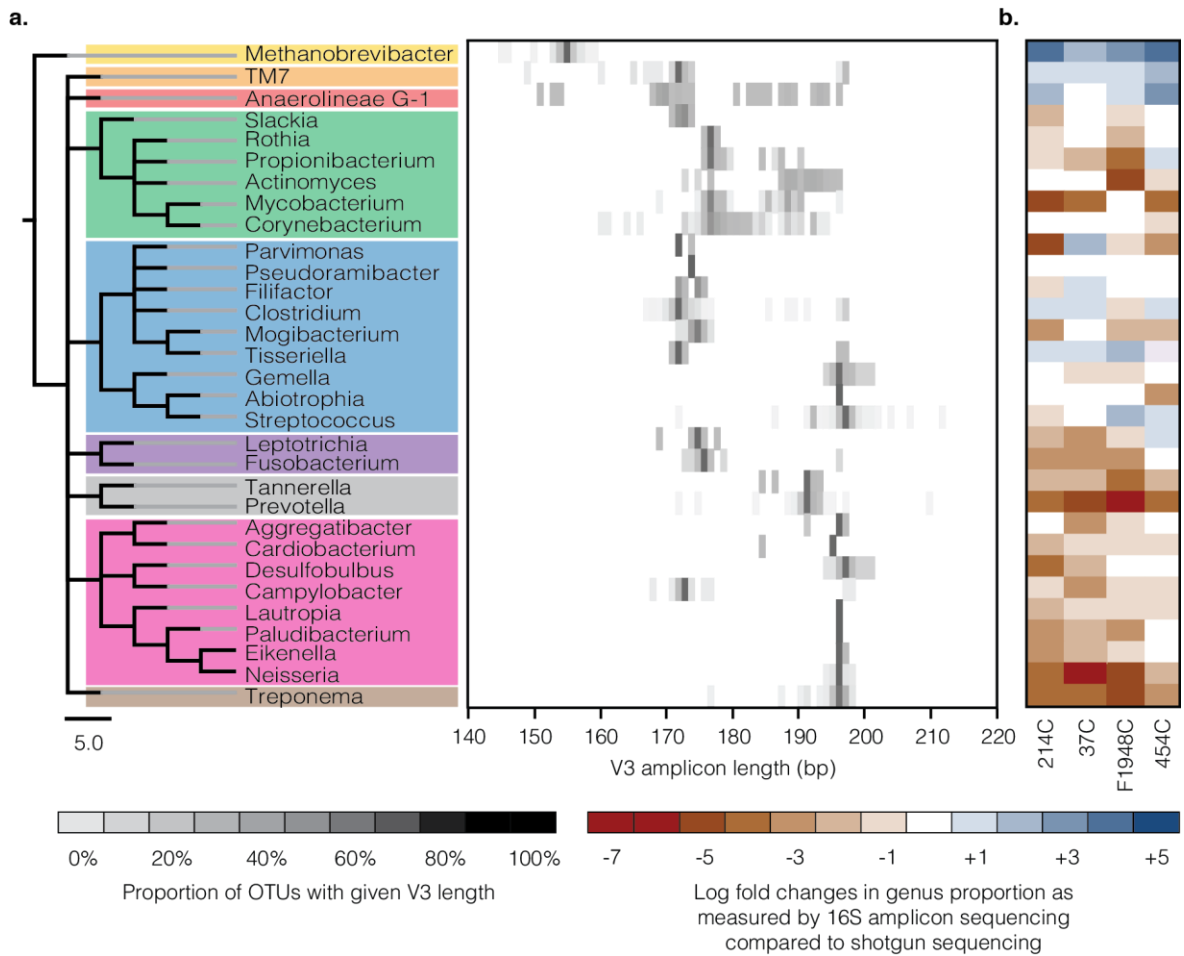 a.
b.
Methanobrevibacter
TM7
Anaerolineae G-1
Slackia
Rothia
Propionibacterium
Actinomyces
Mycobacterium
Corynebacterium
Parvimonas
Pseudoramibacter
Filifactor
Clostridium
Mogibacterium
Tisseriella
Gemella
Abiotrophia
Streptococcus
Leptotrichia
Fusobacterium
Tannerella
Prevotella
Aggregatibacter
Cardiobacterium
Desulfobulbus
Campylobacter
Lautropia
Paludibacterium
Eikenella
Neisseria
Treponema
5.0
140 150 160 170 180 190 200 210 220
V3 amplicon length (bp)
214C
37C
F1948C
454C
0% 20% 40% 60% 80% 100%
Proportion of OTUs with given V3 length
-7 -5 -3 -1 +1 +3 +5
Log fold changes in genus proportion as
measured by 16S amplicon sequencing
compared to shotgun sequencing